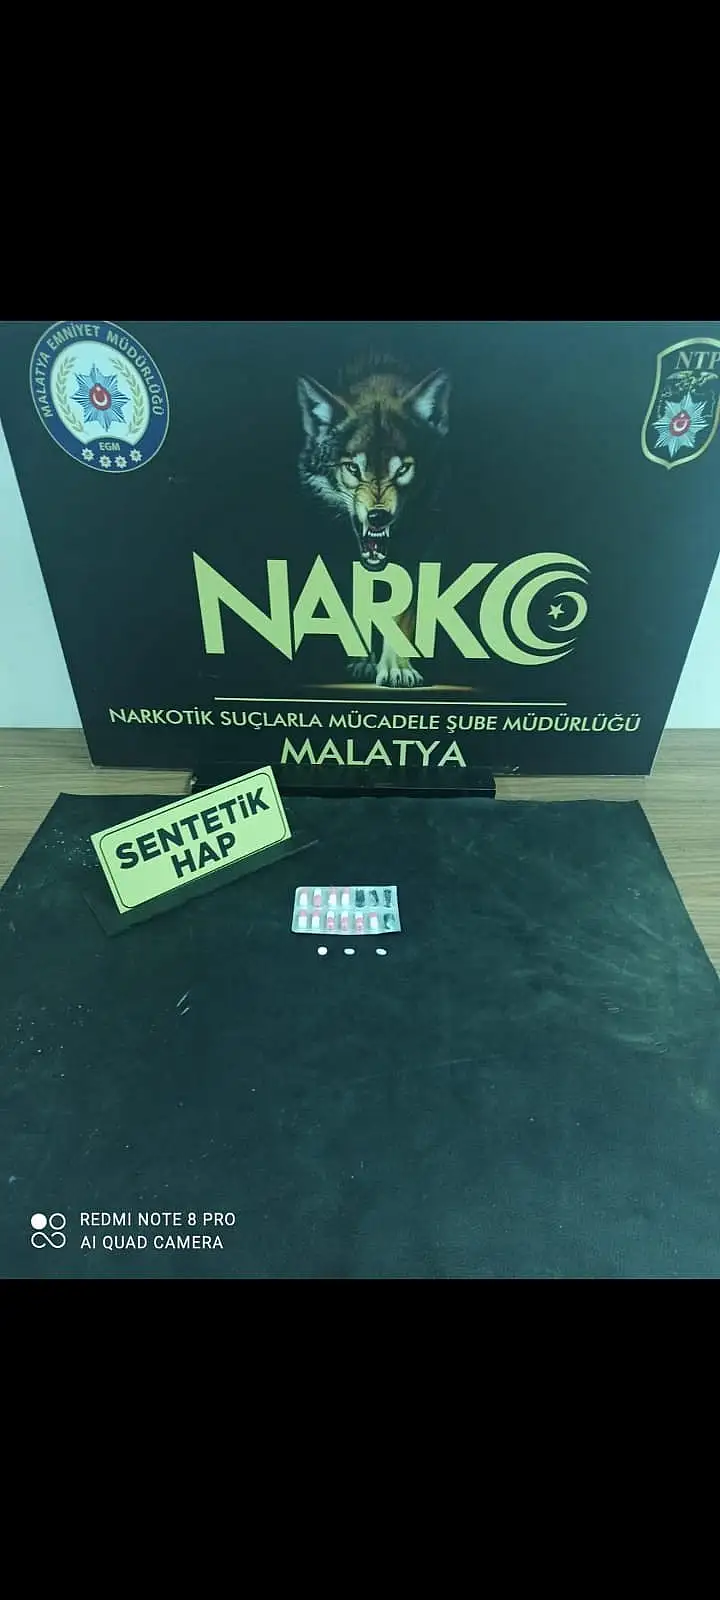 MALATYA EMNİYET MÜDÜRLÜĞÜ
EGM
NTP
NARKO
NARKOTİK SUÇLARLA MÜCADELE ŞUBE MÜDÜRLÜĞÜ
MALATYA
SENTETİK
HAP
REDMI NOTE 8 PRO
AI QUAD CAMERA